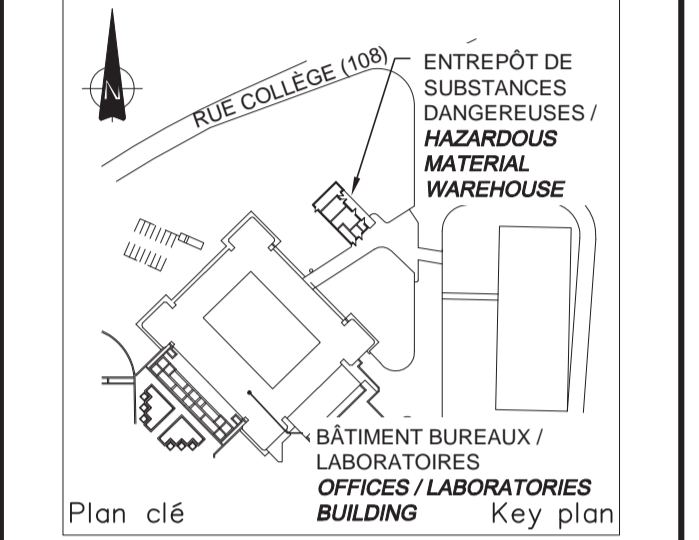 N
RUE COLLÈGE (108)
ENTREPÔT DE
SUBSTANCES
DANGEREUSES /
HAZARDOUS
MATERIAL
WAREHOUSE
BÂTIMENT BUREAUX /
LABORATOIRES
OFFICES / LABORATORIES
BUILDING
Plan clé
Key plan